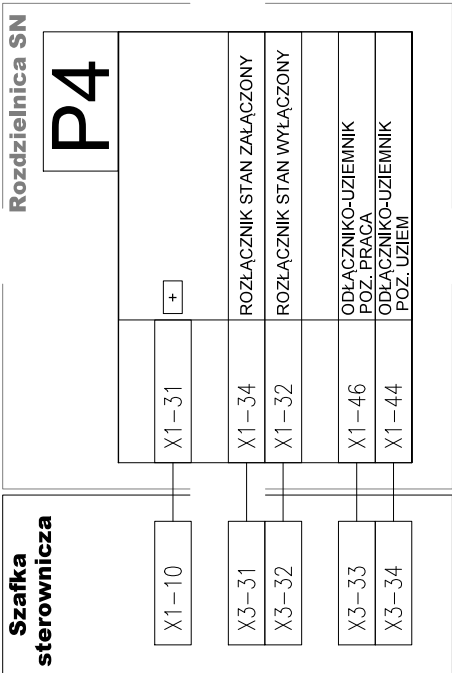 Rozdzielnica SN
P4
Szafka
sterownicza
X1-10
X1-31
+
X3-31
X1-34
ROZŁĄCZNIK STAN ZAŁĄCZONY
X3-32
X1-32
ROZŁĄCZNIK STAN WYŁĄCZONY
X3-33
X1-46
ODŁĄCZNIKO-UZIEMNIK
POZ. PRACA
X3-34
X1-44
ODŁĄCZNIKO-UZIEMNIK
POZ. UZIEM